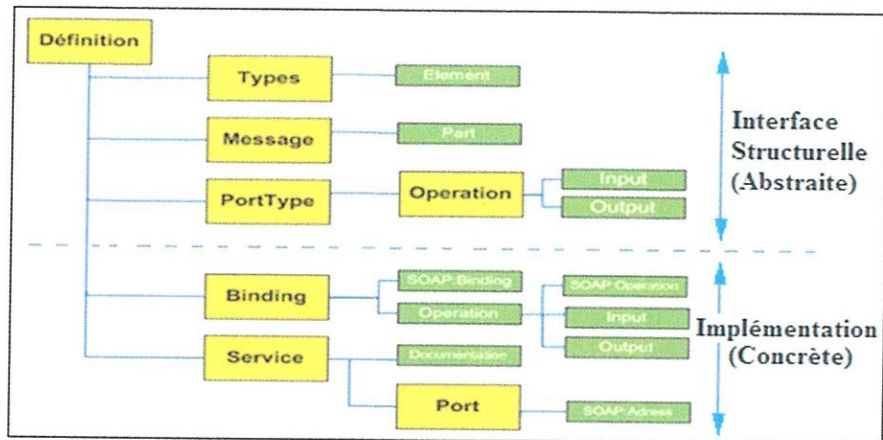 Définition
Types
Element
Message
Part
PortType
Operation
Input
Output
Interface
Structurelle
(Abstraite)
Binding
SOAP:Binding
Operation
SOAP:Operation
Input
Output
Service
Documentation
Port
SOAP:Adress
Implémentation
(Concrète)